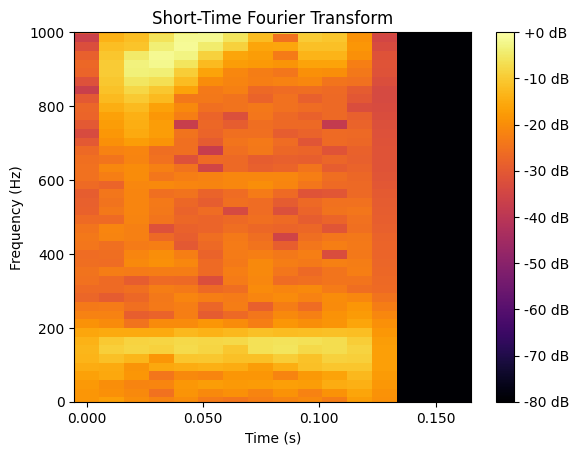 Short-Time Fourier Transform
1000
800
600
400
200
0
Frequency (Hz)
0.000
0.050
0.100
0.150
Time (s)
+0 dB
-10 dB
-20 dB
-30 dB
-40 dB
-50 dB
-60 dB
-70 dB
-80 dB